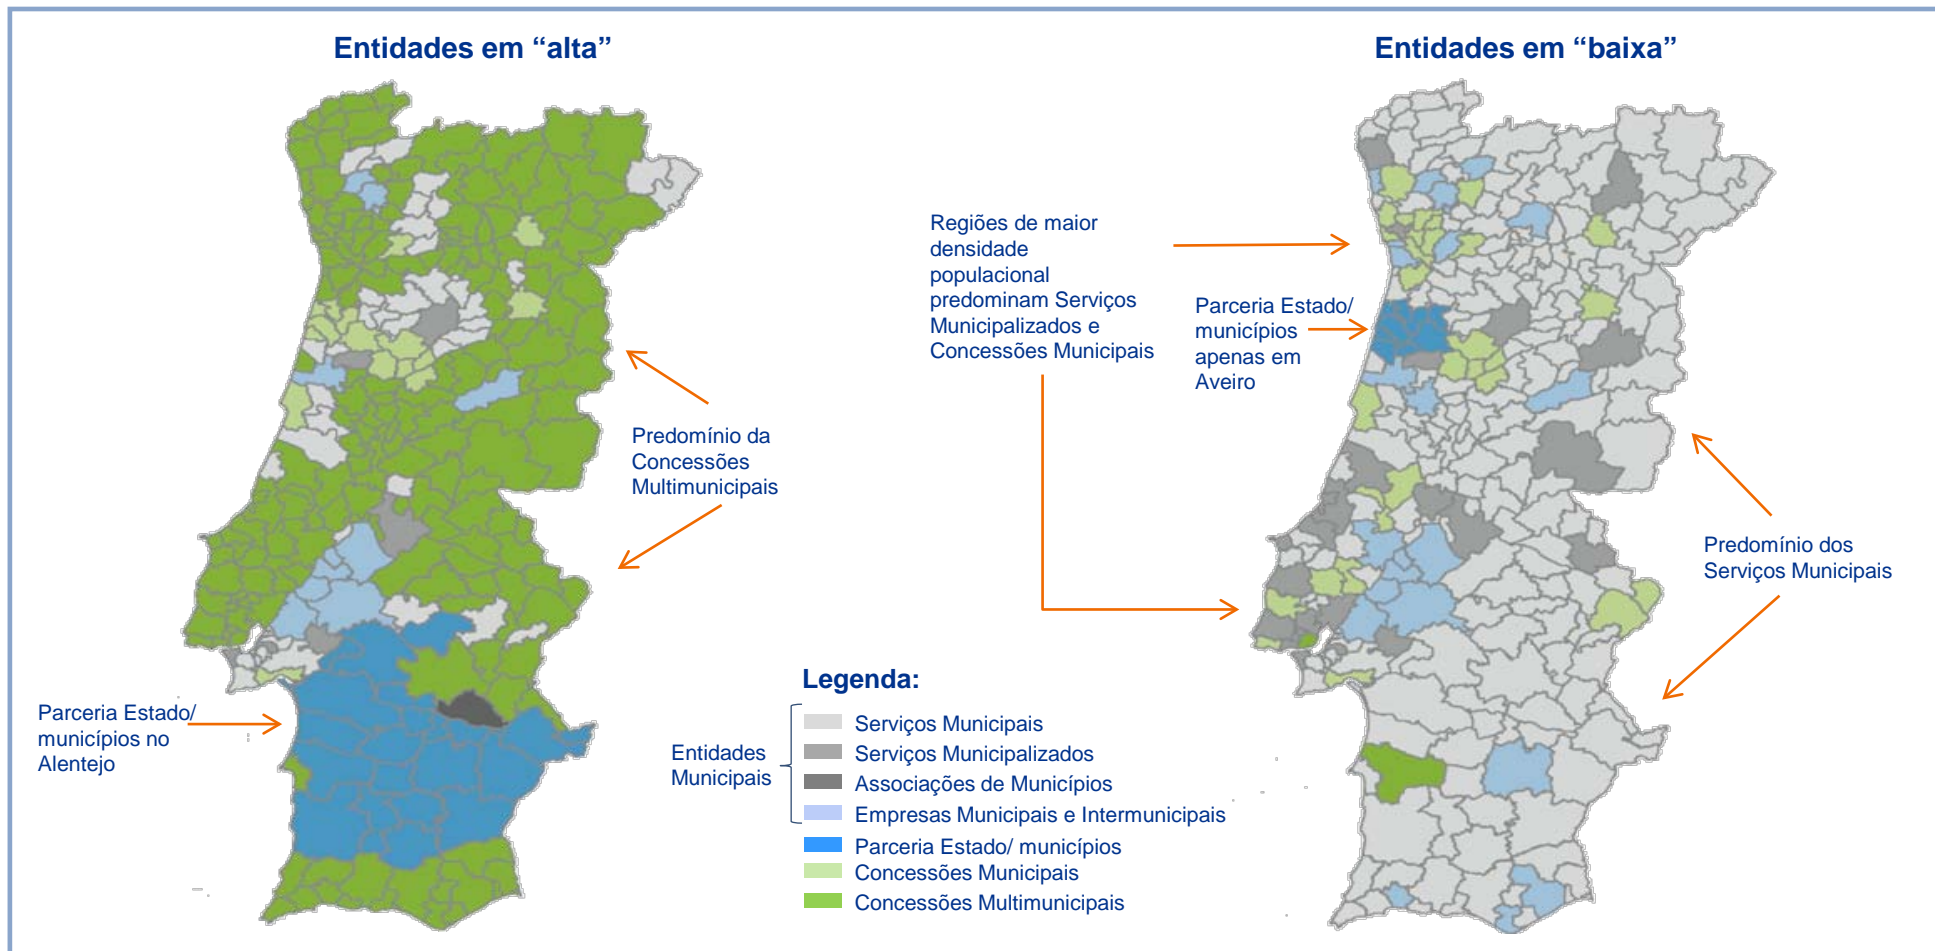 Entidades em “alta”
Entidades em “baixa”
Regiões de maior
densidade
populacional
predominam Serviços
Municipalizados e
Concessões Municipais
Parceria Estado/
municípios
apenas em
Aveiro
Predomínio da
Concessões
Multimunicipais
Predomínio dos
Serviços Municipais
Parceria Estado/
municípios no
Alentejo
Legenda:
Entidades
Municipais
Serviços Municipais
Serviços Municipalizados
Associações de Municípios
Empresas Municipais e Intermunicipais
Parceria Estado/ municípios
Concessões Municipais
Concessões Multimunicipais